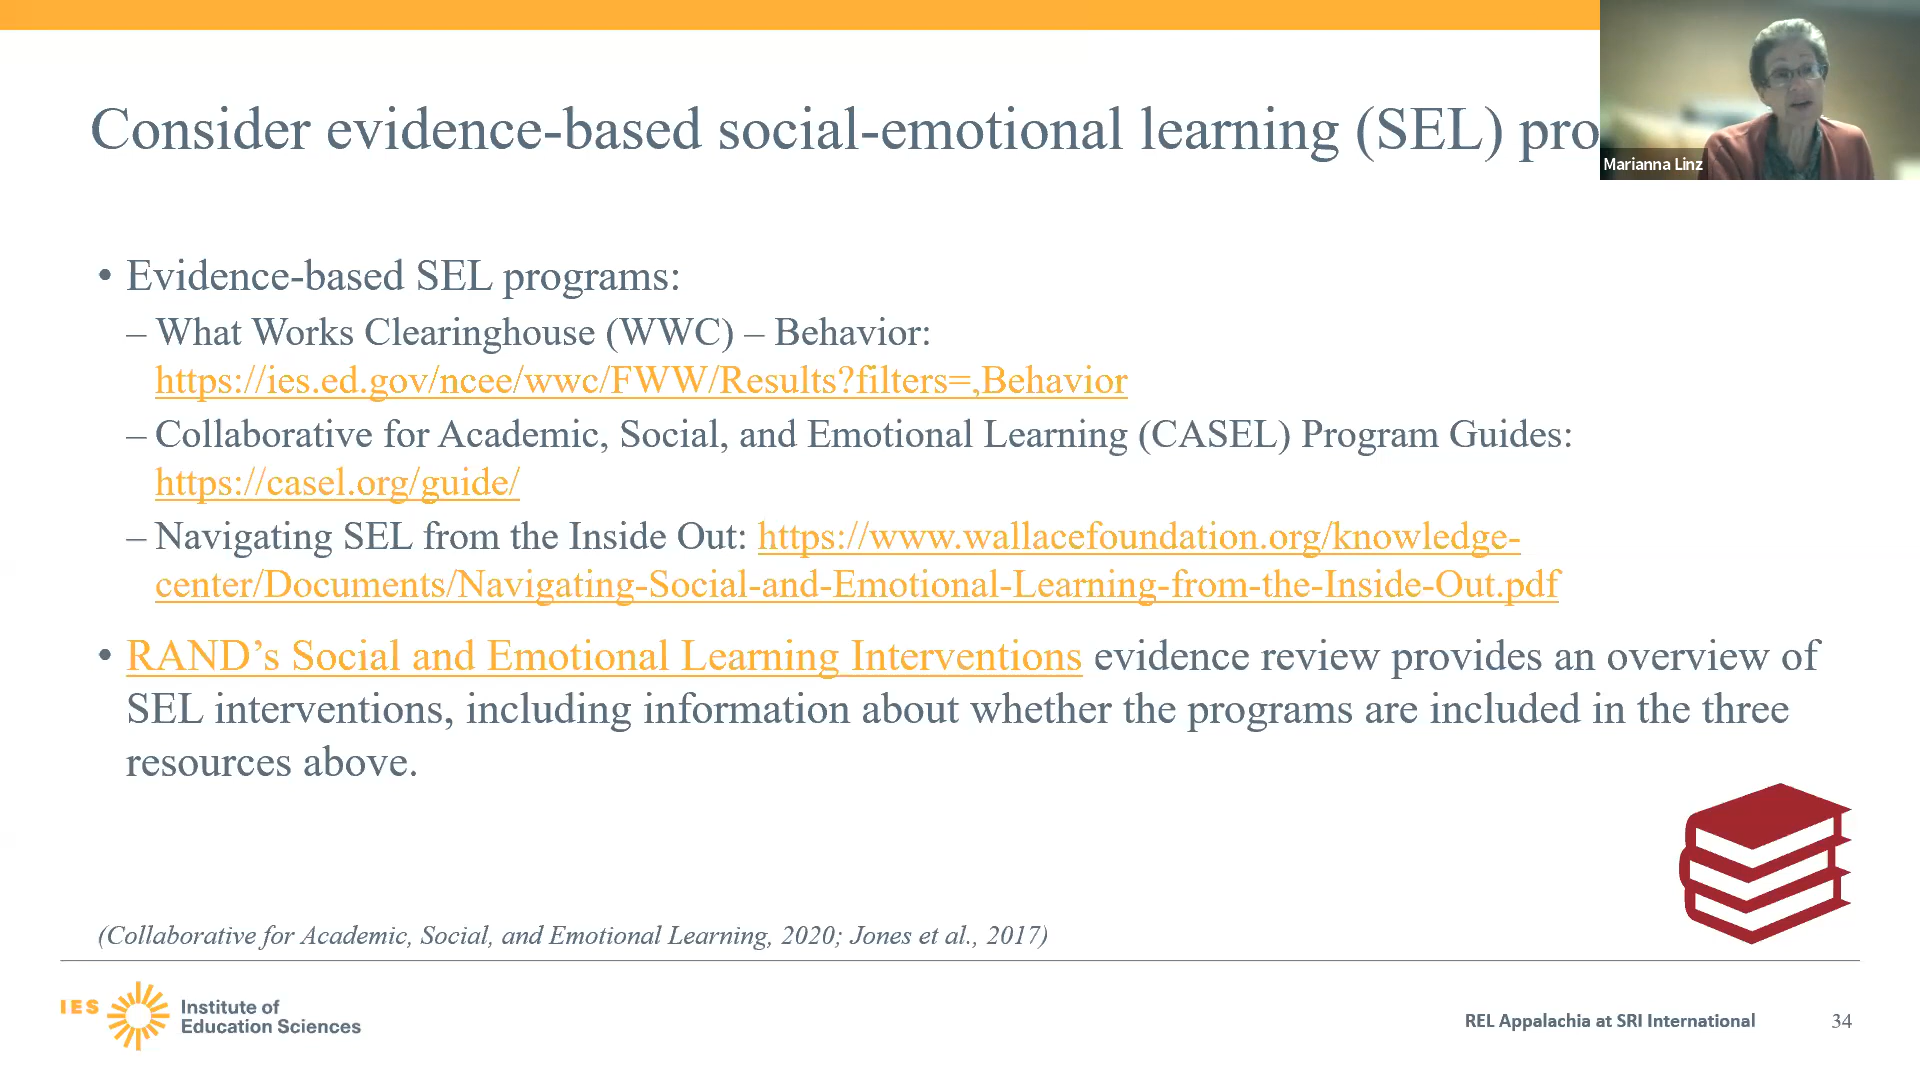 Consider evidence-based social-emotional learning (SEL) pro
Marianna Linz
• Evidence-based SEL programs:
– What Works Clearinghouse (WWC) – Behavior:
https://ies.ed.gov/ncee/wwc/FWW/Results?filters=,Behavior
– Collaborative for Academic, Social, and Emotional Learning (CASEL) Program Guides:
https://casel.org/guide/
– Navigating SEL from the Inside Out: https://www.wallacefoundation.org/knowledge-
center/Documents/Navigating-Social-and-Emotional-Learning-from-the-Inside-Out.pdf
• RAND’s Social and Emotional Learning Interventions evidence review provides an overview of
SEL interventions, including information about whether the programs are included in the three
resources above.
(Collaborative for Academic, Social, and Emotional Learning, 2020; Jones et al., 2017)
IES
Institute of
Education Sciences
REL Appalachia at SRI International
34